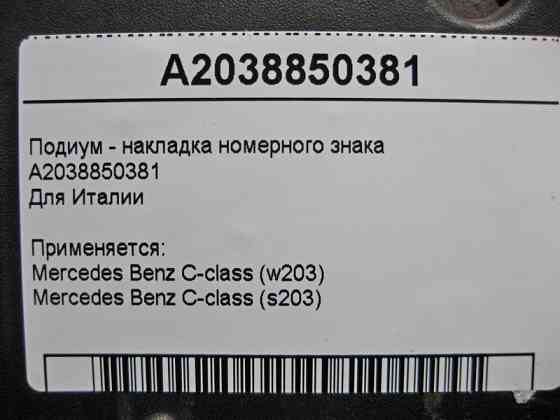 A2038850381
Подиум - накладка номерного знака
A2038850381
Для Италии
Применяется:
Mercedes Benz C-class (w203)
Mercedes Benz C-class (s203)